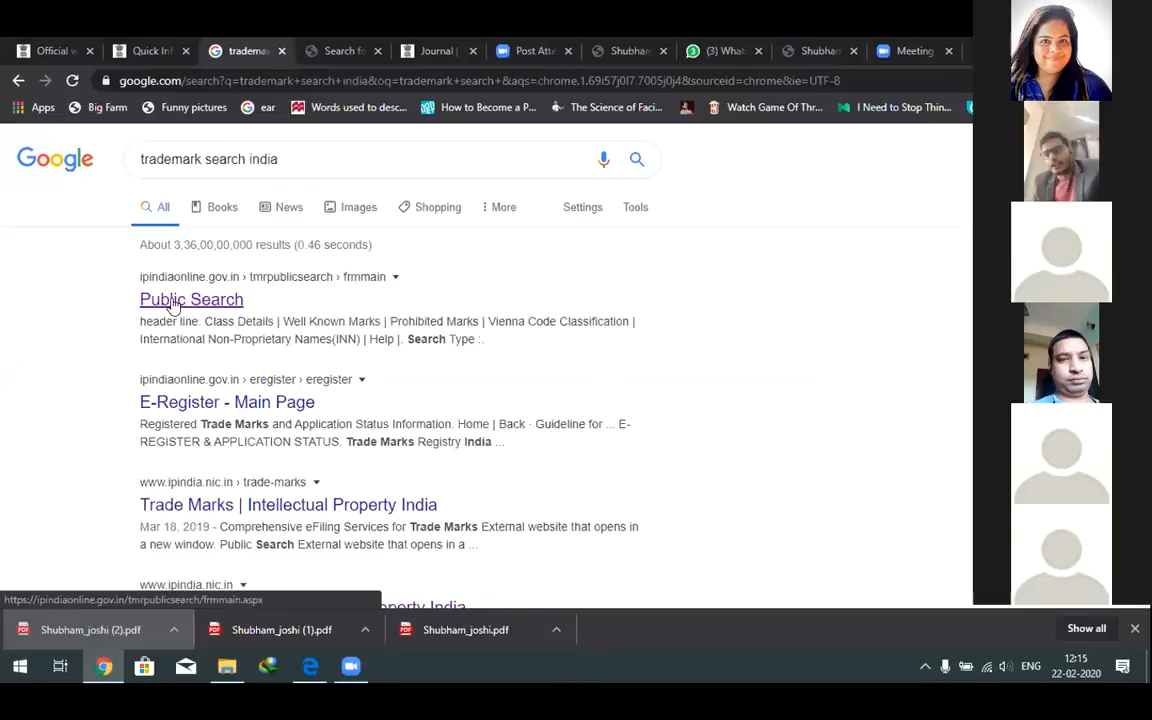 Official w
Quick In
tradema
Search fo
Journal |
Post Atte
Shubham
(3) What
Shubham
Meeting
google.com/search?q=trademark+search+india&oq=trademark+search+&aqs=chrome.1.69i57j0l7.7005j0j4&sourceid=chrome&ie=UTF-8
Apps
Big Farm
Funny pictures
ear
Words used to desc...
How to Become a P...
The Science of Faci...
Watch Game Of Thr...
I Need to Stop Thin...
Google
trademark search india
All
Books
News
Images
Shopping
More
Settings
Tools
About 3,36,00,00,000 results (0.46 seconds)
ipindiaonline.gov.in › tmrpublicsearch › frmmain
Public Search
header line. Class Details | Well Known Marks | Prohibited Marks | Vienna Code Classification |
International Non-Proprietary Names(INN) | Help |. Search Type :.
ipindiaonline.gov.in › eregister › eregister
E-Register - Main Page
Registered Trade Marks and Application Status Information. Home | Back · Guideline for ... E-
REGISTER & APPLICATION STATUS. Trade Marks Registry India ...
www.ipindia.nic.in › trade-marks
Trade Marks | Intellectual Property India
Mar 18, 2019 - Comprehensive eFiling Services for Trade Marks External website that opens in
a new window. Public Search External website that opens in a ...
www.ipindia.nic.in
https://ipindiaonline.gov.in/tmrpublicsearch/frmmain.aspx
operty India
Shubham_joshi (2).pdf
Shubham_joshi (1).pdf
Shubham_joshi.pdf
Show all
ENG
12:15
22-02-2020